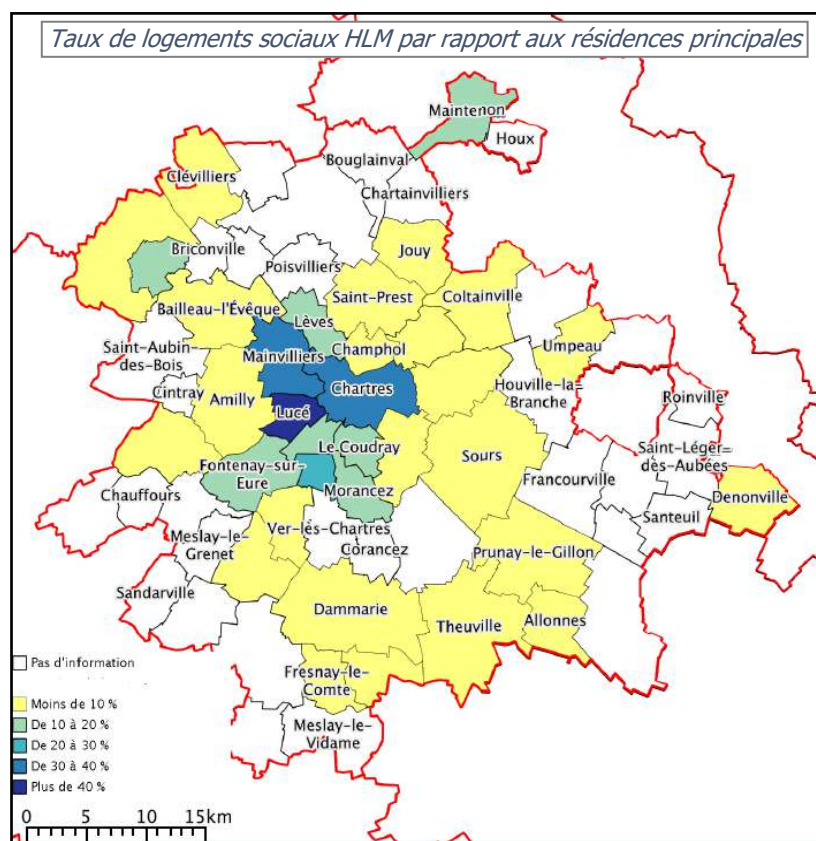 Taux de logements sociaux HLM par rapport aux résidences principales
Maintenon
Houx
Bouglainval
Clévilliers
Chartainvilliers
Briconville
Jouy
Poisvilliers
Saint-Prest
Coltainville
Bailleau-l'Évêque
Lèves
Saint-Aubin-
des-Bois
Mainvilliers
Champhol
Umpeau
Cintray
Amilly
Chartres
Houville-la-
Branche
Roinville
Lucé
Le-Coudray
Sours
Saint-Léger-
des-Aubées
Fontenay-sur-
Eure
Francourville
Chauffours
Morancez
Denonville
Santeuil
Ver-lès-Chartres
Meslay-le-
Grenet
Corancez
Prunay-le-Gillon
Sandarville
Dammarie
Theuville
Allonnes
Fresnay-le-
Comte
Meslay-le-
Vidame
Pas d'information
Moins de 10 %
De 10 à 20 %
De 20 à 30 %
De 30 à 40 %
Plus de 40 %
0 5 10 15km